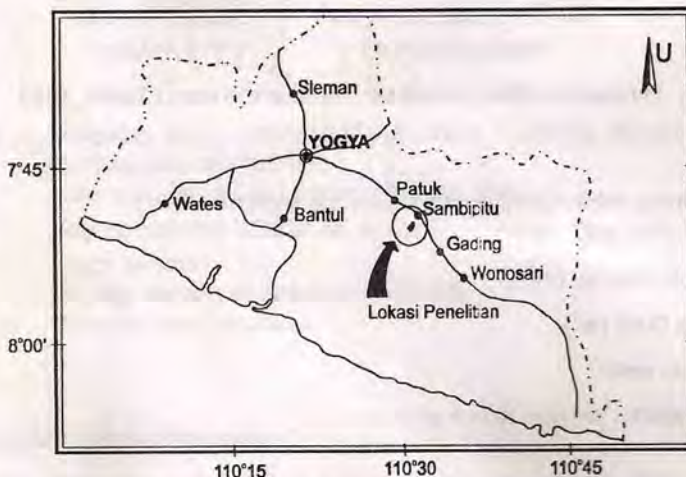 U
Sleman
YOGYA
7°45'
Patuk
Sambipitu
Wates
Bantul
Gading
Wonosari
Lokasi Penelitian
8°00'
110°15
110°30
110°45